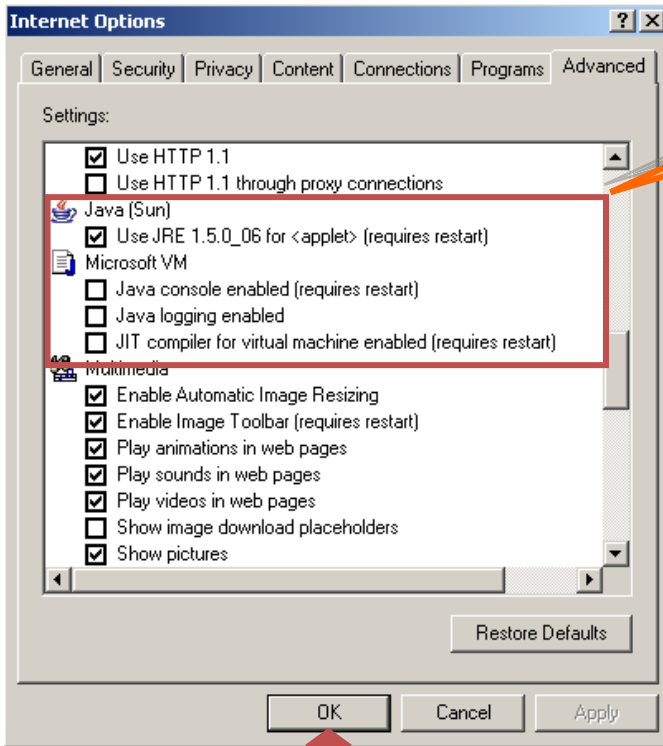 Internet Options
General Security Privacy Content Connections Programs Advanced
Settings:
Use HTTP 1.1
Use HTTP 1.1 through proxy connections
Java (Sun)
Use JRE 1.5.0_06 for <applet> (requires restart)
Microsoft VM
Java console enabled (requires restart)
Java logging enabled
JIT compiler for virtual machine enabled (requires restart)
Multimedia
Enable Automatic Image Resizing
Enable Image Toolbar (requires restart)
Play animations in web pages
Play sounds in web pages
Play videos in web pages
Show image download placeholders
Show pictures
Restore Defaults
OK Cancel Apply